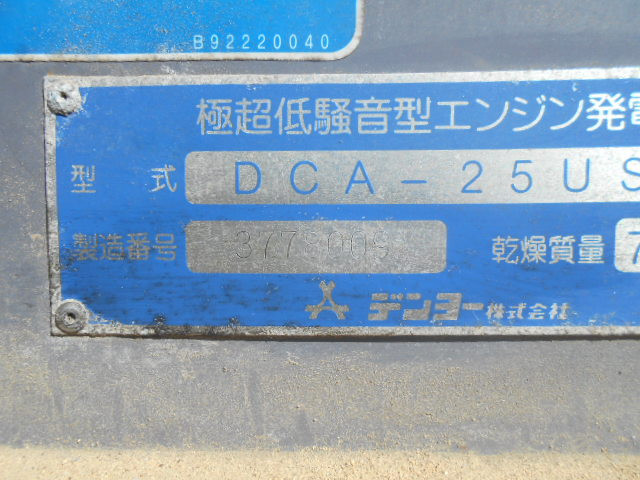 B92220040
極超低騒音型エンジン発電
型式 DCA-25US
製造番号 3778009 乾燥質量 7
デンヨー株式会社